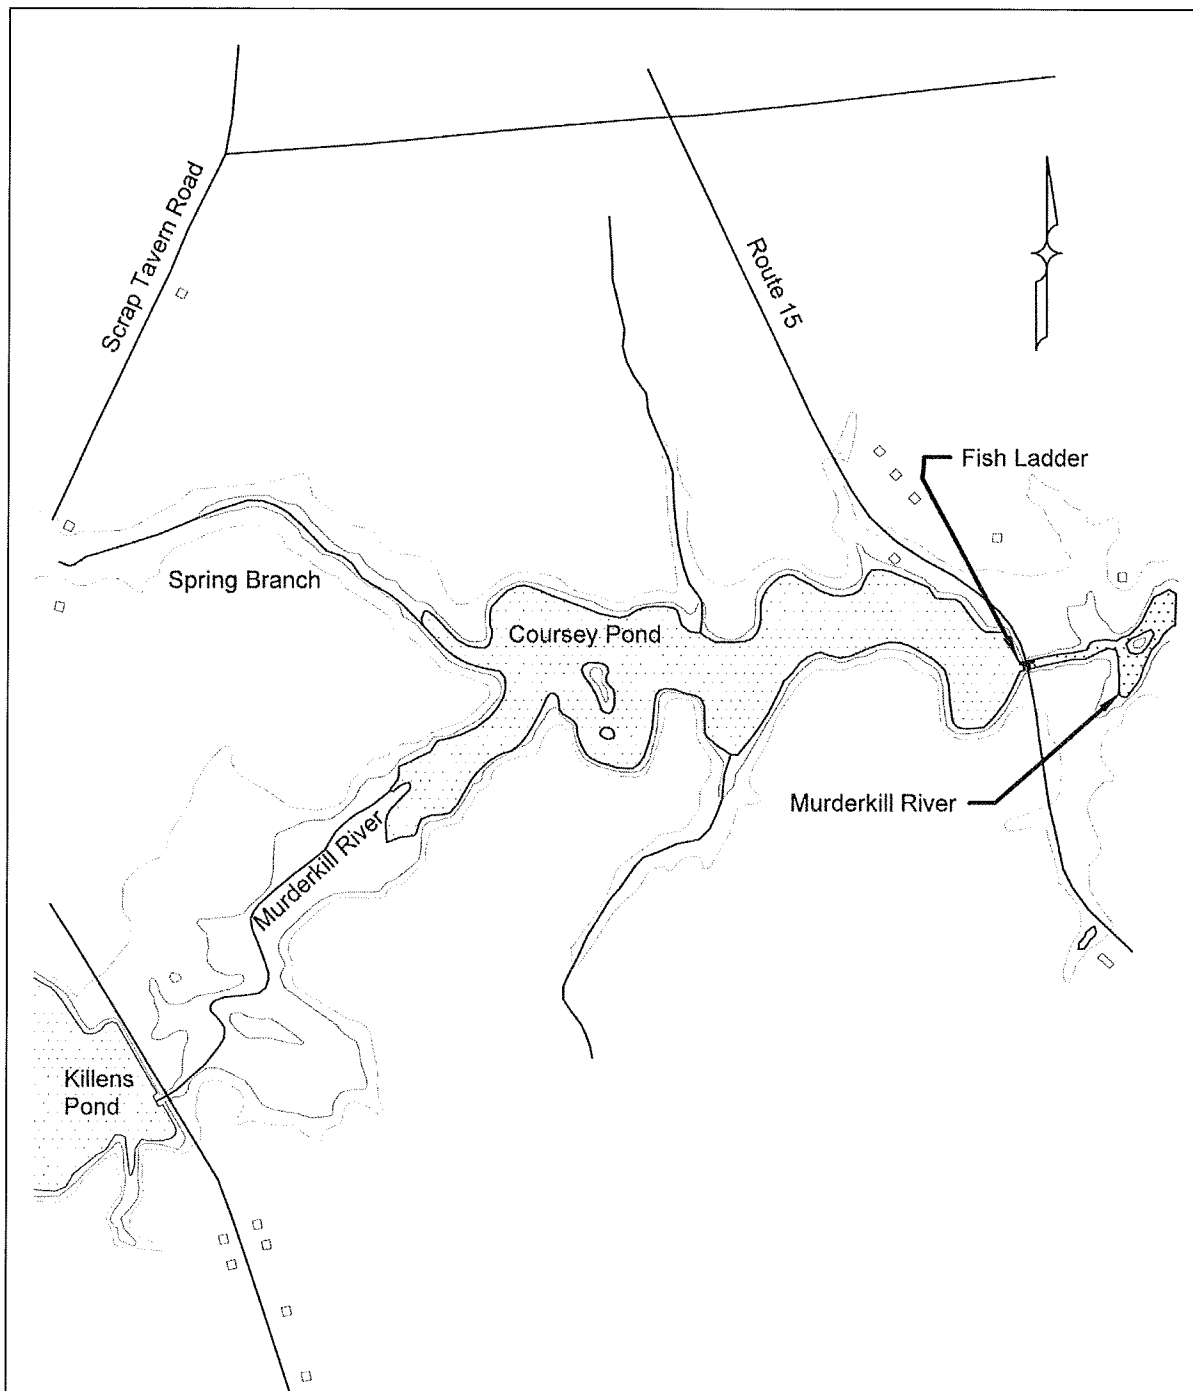 Scrap Tavern Road
Route 15
Fish Ladder
Spring Branch
Coursey Pond
Murderkill River
Murderkill River
Killens
Pond